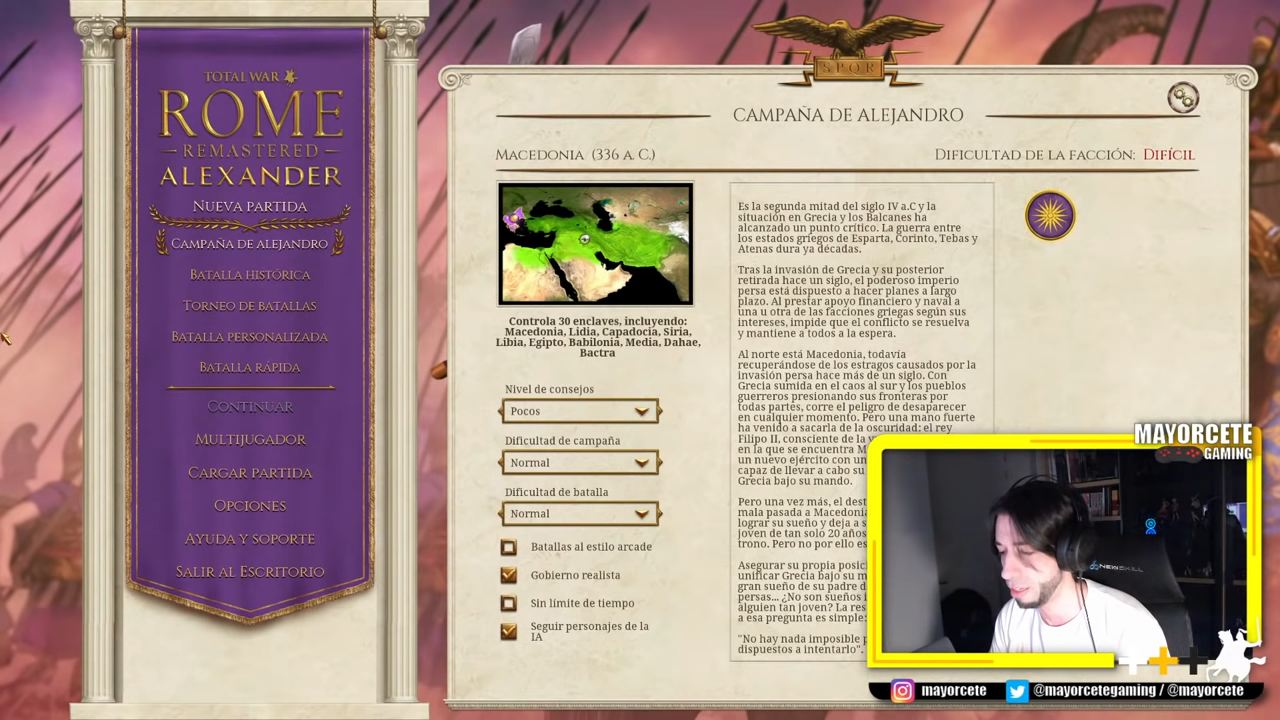 TOTAL WAR
ROME
REMASTERED
ALEXANDER
NUEVA PARTIDA
CAMPAÑA DE ALEJANDRO
BATALLA HISTÓRICA
TORNEO DE BATALLAS
BATALLA PERSONALIZADA
BATALLA RÁPIDA
CONTINUAR
MULTIJUGADOR
CARGAR PARTIDA
OPCIONES
AYUDA Y SOPORTE
SALIR AL ESCRITORIO
SPQR
CAMPAÑA DE ALEJANDRO
MACEDONIA (336 A. C.)
DIFICULTAD DE LA FACCIÓN: DIFÍCIL
Controla 30 enclaves, incluyendo:
Macedonia, Lidia, Capadocia, Siria,
Libia, Egipto, Babilonia, Media, Dahae,
Bactra
Nivel de consejos
Pocos
Dificultad de campaña
Normal
Dificultad de batalla
Normal
Batallas al estilo arcade
Gobierno realista
Sin límite de tiempo
Seguir personajes de la
IA
Es la segunda mitad del siglo IV a.C y la
situación en Grecia y los Balcanes ha
alcanzado un punto crítico. La guerra entre
los estados griegos de Esparta, Corinto, Tebas y
Atenas dura ya décadas.
Tras la invasión de Grecia y su posterior
retirada hace un siglo, el poderoso imperio
persa está dispuesto a hacer planes a largo
plazo. Al prestar apoyo financiero y naval a
una u otra de las facciones griegas según sus
intereses, impide que el conflicto se resuelva
y mantiene a todos a la espera.
Al norte está Macedonia, todavía
recuperándose de los estragos causados por la
invasión persa hace más de un siglo. Con
Grecia sumida en el caos al sur y los pueblos
guerreros presionando sus fronteras por
todas partes, corre el peligro de desaparecer
en cualquier momento. Pero una mano fuerte
ha venido a sacarla de la oscuridad: el rey
Filipo II, consciente de la
en la que se encuentra M
un nuevo ejército con un
capaz de llevar a cabo su
Grecia bajo su mando.
Pero una vez más, el dest
mala pasada a Macedonia
lograr su sueño y deja a s
joven de tan solo 20 años
trono. Pero no por ello es
Asegurar su propia posici
unificar Grecia bajo su m
gran sueño de su padre d
persas... ¿No son sueños
alguien tan joven? La res
a esa pregunta es simple:
"No hay nada imposible p
dispuestos a intentarlo".
MAYORCETE
GAMING
NEWSKILL
mayorcete
@mayorcetegaming / @mayorcete